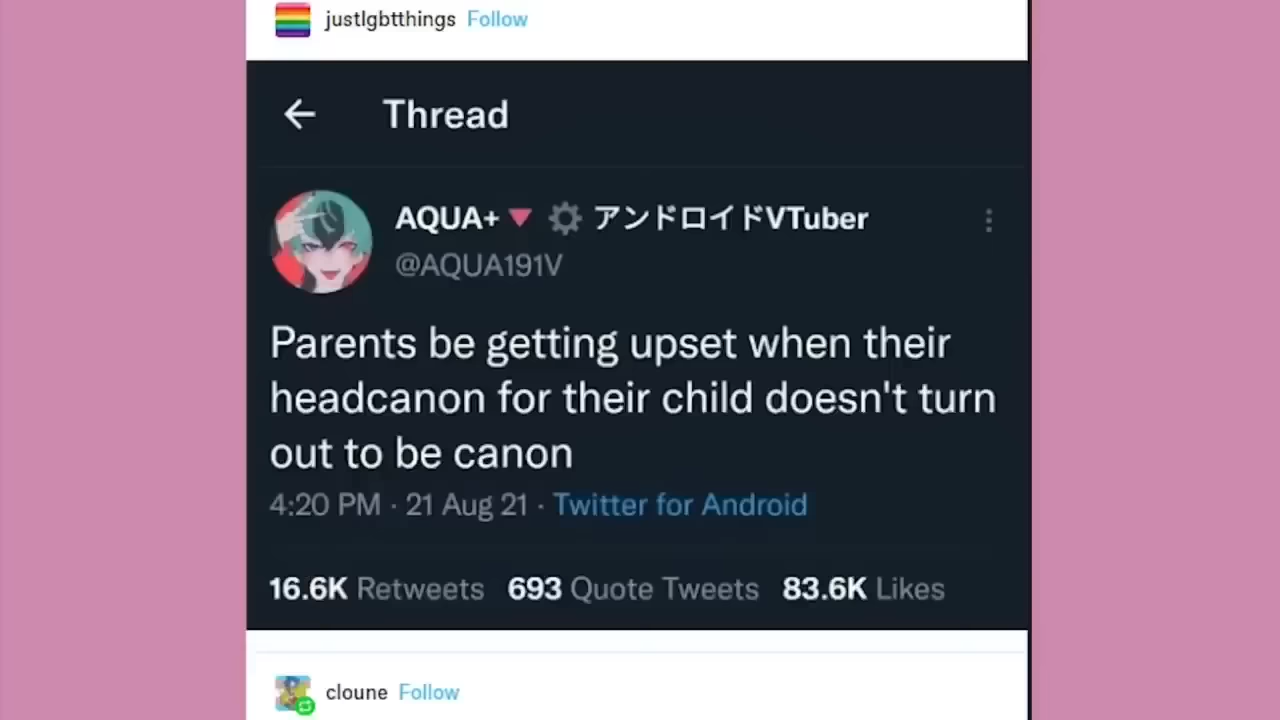 justlgbtthings Follow
Thread
AQUA+🔻⚙️ アンドロイドVTuber
@AQUA191V
Parents be getting upset when their
headcanon for their child doesn't turn
out to be canon
4:20 PM · 21 Aug 21 · Twitter for Android
16.6K Retweets 693 Quote Tweets 83.6K Likes
cloune Follow